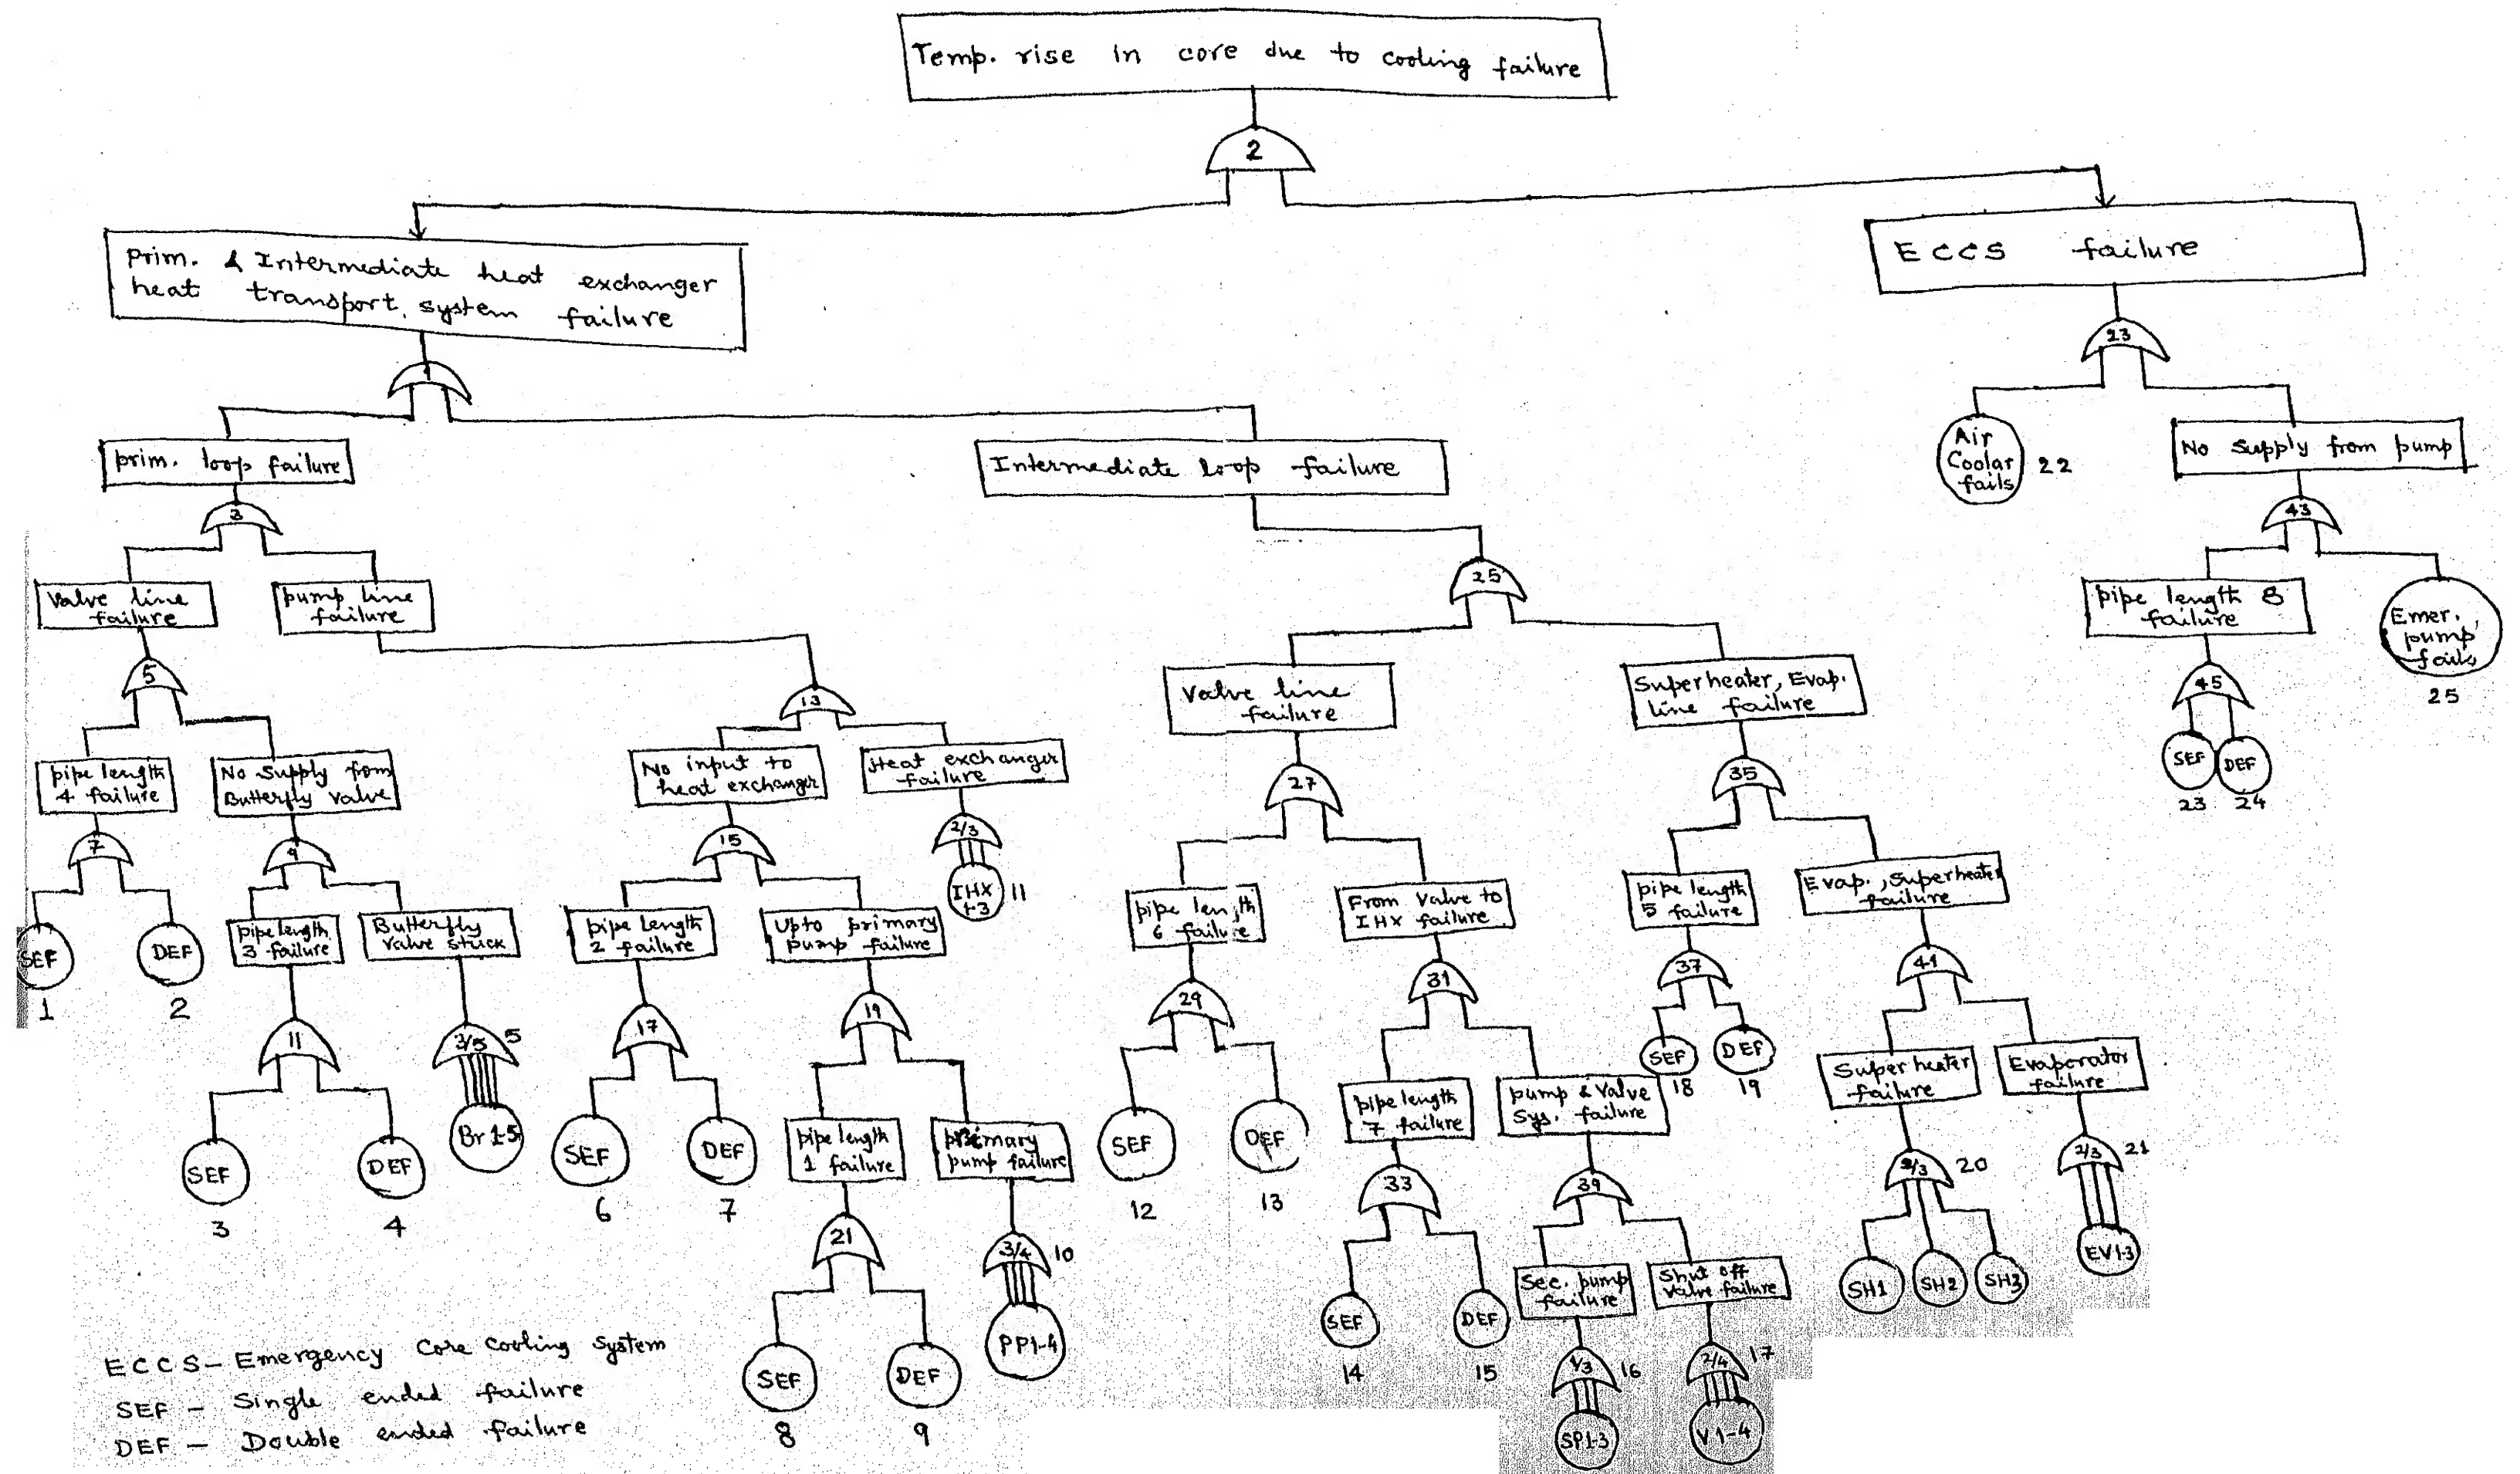 Temp. rise in core due to cooling failure
2
Prim. & Intermediate heat exchanger
heat transport. system failure
ECCS failure
1
23
prim. loop failure
Intermediate loop failure
Air
Coolar
fails
22
No Supply from pump
3
25
43
Valve line
failure
pump line
failure
pipe length 8
failure
Emer.
pump
fails
25
5
13
Valve line
failure
Superheater, Evap.
line failure
45
SEF
DEF
23
24
pipe length
4 failure
No Supply from
Butterfly Valve
No input to
heat exchanger
Heat exchanger
failure
27
35
7
9
15
2/3
IHX
1-3
11
pipe length
3 failure
Butterfly
Valve stuck
pipe length
2 failure
Upto primary
pump failure
pipe length
6 failure
From Valve to
IHX failure
pipe length
5 failure
Evap., Superheater
failure
SEF
1
DEF
2
11
3/5
5
17
19
29
31
37
41
SEF
18
DEF
19
SEF
3
DEF
4
Br 1-5
SEF
6
DEF
7
pipe length
1 failure
primary
pump failure
SEF
12
DEF
13
pipe length
7 failure
pump & Valve
Sys. failure
Super heater
failure
Evaporator
failure
21
3/4
10
33
39
2/3
20
2/3
21
SEF
8
DEF
9
PP1-4
SEF
14
DEF
15
Sec. pump
failure
Shut off
Valve failure
SH1
SH2
SH3
EV1-3
1/3
16
2/4
17
SP1-3
V1-4
ECCS - Emergency Core Cooling System
SEF - Single ended failure
DEF - Double ended failure